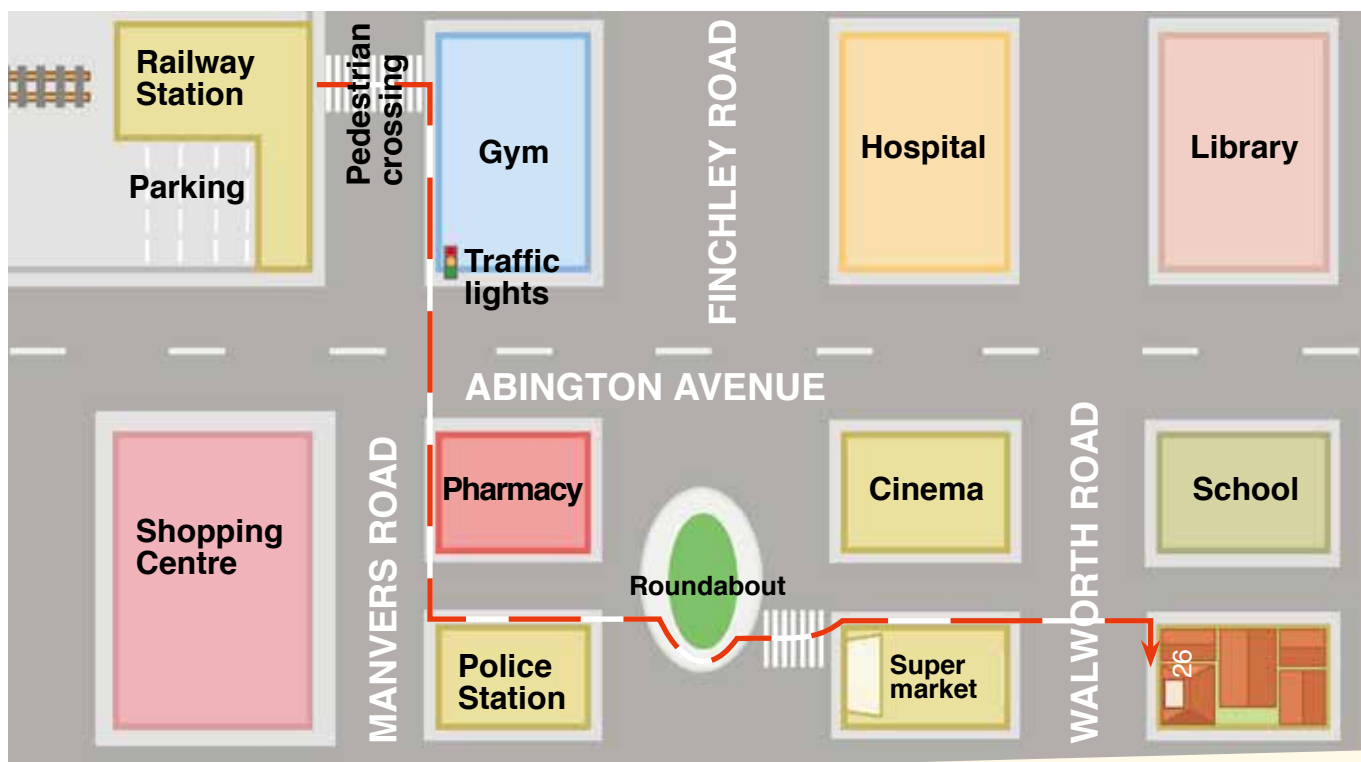 Railway
Station
Pedestrian
crossing
Gym
FINCHLEY ROAD
Hospital
Library
Parking
Traffic
lights
ABINGTON AVENUE
Shopping
Centre
MANVERS ROAD
Pharmacy
Roundabout
Cinema
WALWORTH ROAD
School
Police
Station
Super
market
26